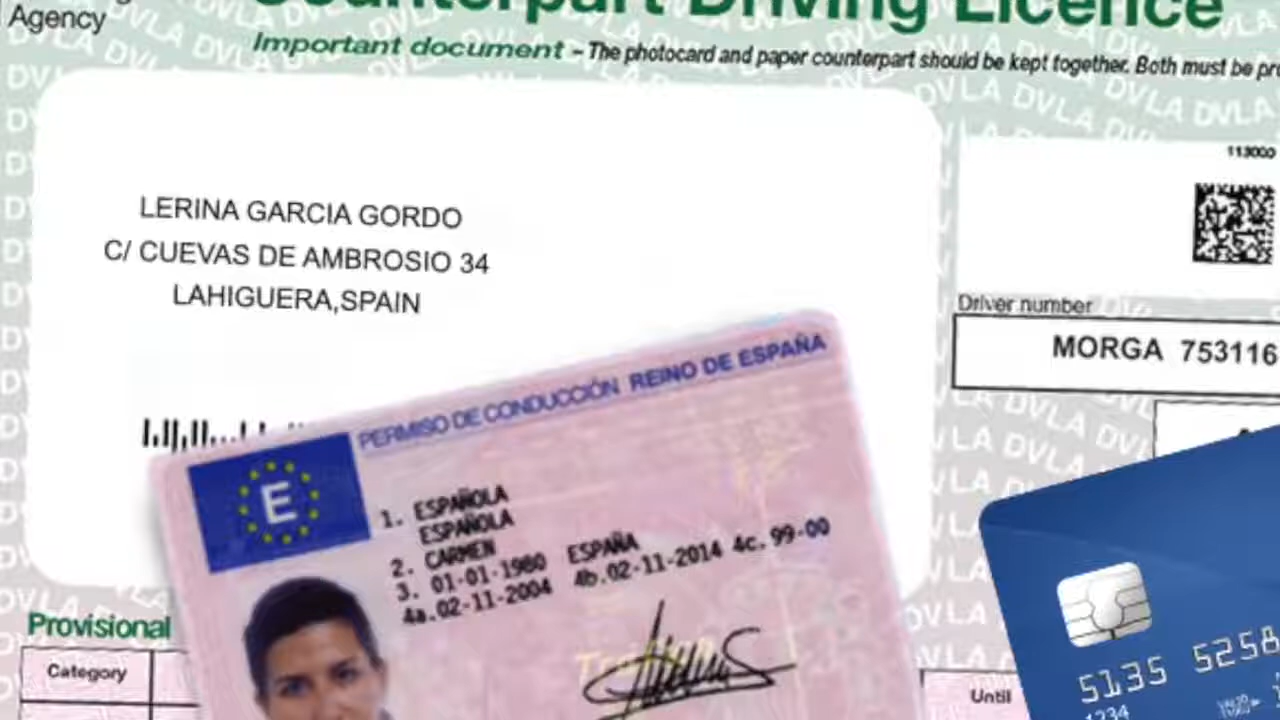 Agency
Counterpart Driving Licence
Important document – The photocard and paper counterpart should be kept together. Both must be
LERINA GARCIA GORDO
C/ CUEVAS DE AMBROSIO 34
LAHIGUERA,SPAIN
113000
Driver number
MORGA 753116
PERMISO DE CONDUCCIÓN REINO DE ESPAÑA
E
1. ESPAÑOLA
ESPAÑOLA
2. CARMEN
3. 01-01-1980 ESPAÑA
4a.02-11-2004 4b.02-11-2014 4c.99-00
Provisional
Category
Until
5135 5258
1234
DVLA DVLA DVLA